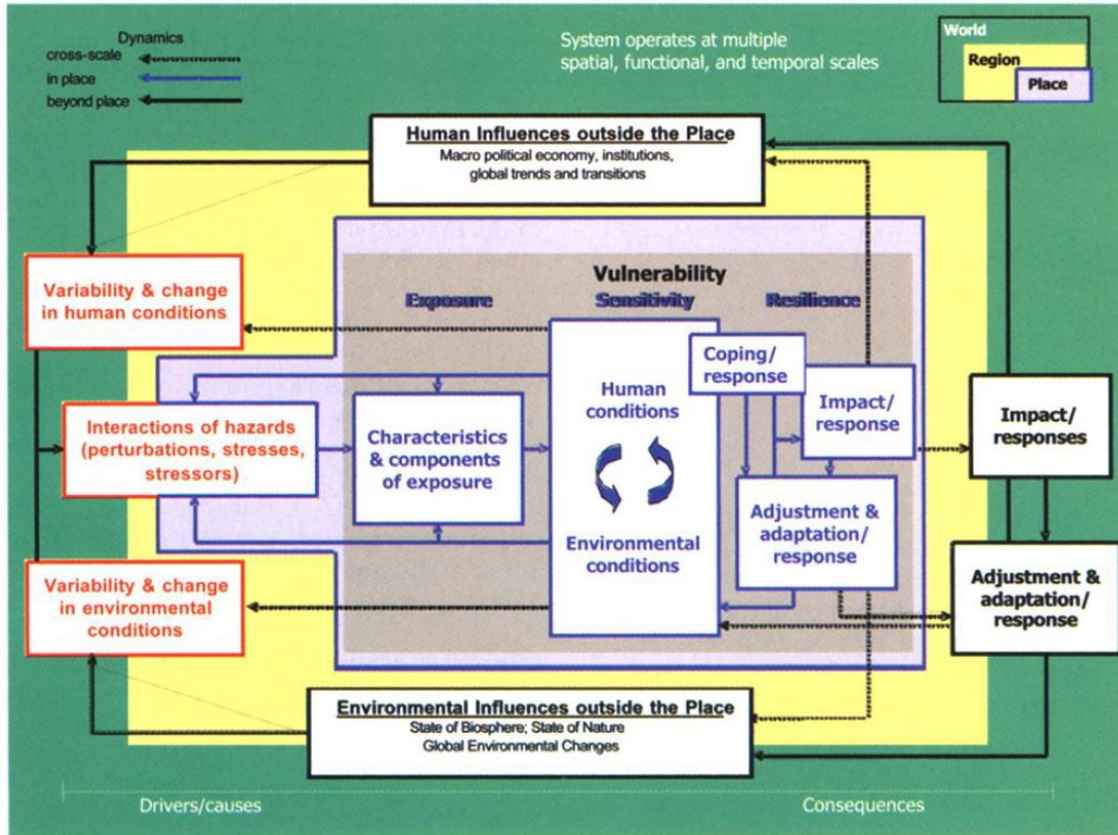 Dynamics
cross-scale
in place
beyond place
System operates at multiple
spatial, functional, and temporal scales
World
Region
Place
Human Influences outside the Place
Macro political economy, institutions,
global trends and transitions
Vulnerability
Exposure
Sensitivity
Resilience
Variability & change
in human conditions
Interactions of hazards
(perturbations, stresses,
stressors)
Variability & change
in environmental
conditions
Characteristics
& components
of exposure
Human
conditions
Environmental
conditions
Coping/
response
Impact/
response
Adjustment &
adaptation/
response
Impact/
responses
Adjustment &
adaptation/
response
Environmental Influences outside the Place
State of Biosphere; State of Nature
Global Environmental Changes
Drivers/causes
Consequences